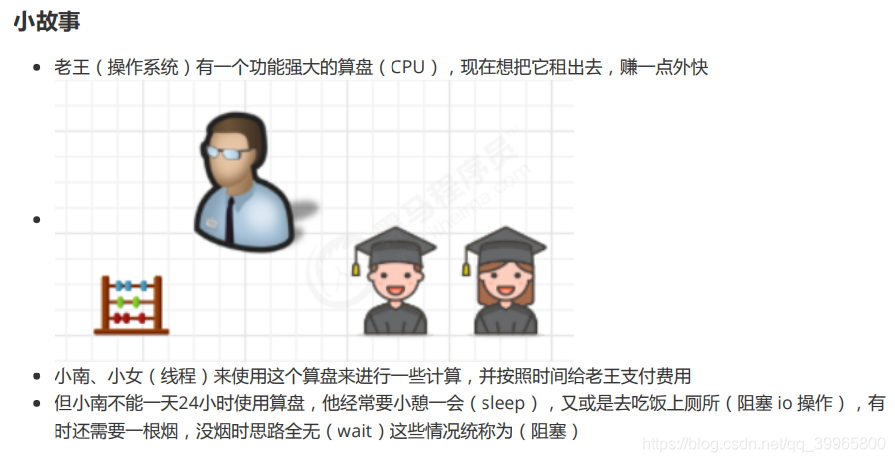 小故事
老王（操作系统）有一个功能强大的算盘（CPU），现在想把它租出去，赚一点外快
黑马程序员
小南、小女（线程）来使用这个算盘来进行一些计算，并按照时间给老王支付费用
但小南不能一天24小时使用算盘，他经常要小憩一会（sleep），又或是去吃饭上厕所（阻塞 io 操作），有
时还需要一根烟，没烟时思路全无（wait）这些情况统称为（阻塞）
https://blog.csdn.net/qq_39965800